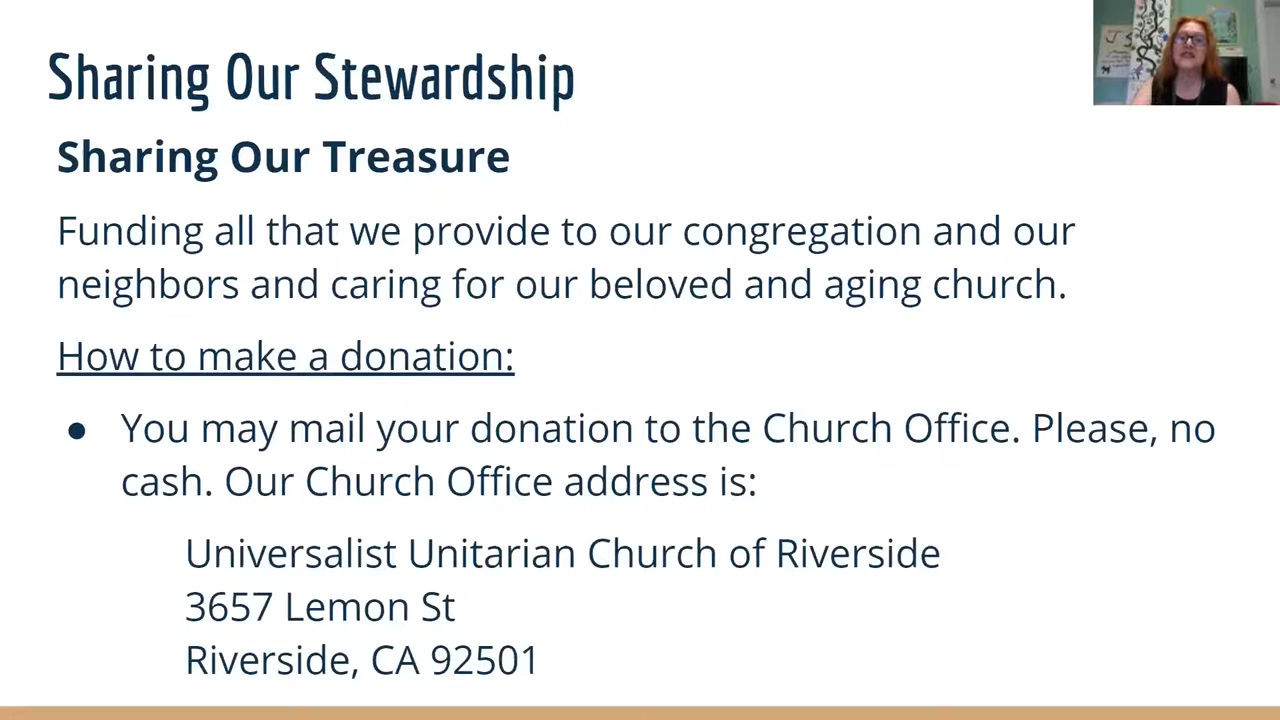 Sharing Our Stewardship
Sharing Our Treasure
Funding all that we provide to our congregation and our
neighbors and caring for our beloved and aging church.
How to make a donation:
● You may mail your donation to the Church Office. Please, no
cash. Our Church Office address is:
Universalist Unitarian Church of Riverside
3657 Lemon St
Riverside, CA 92501